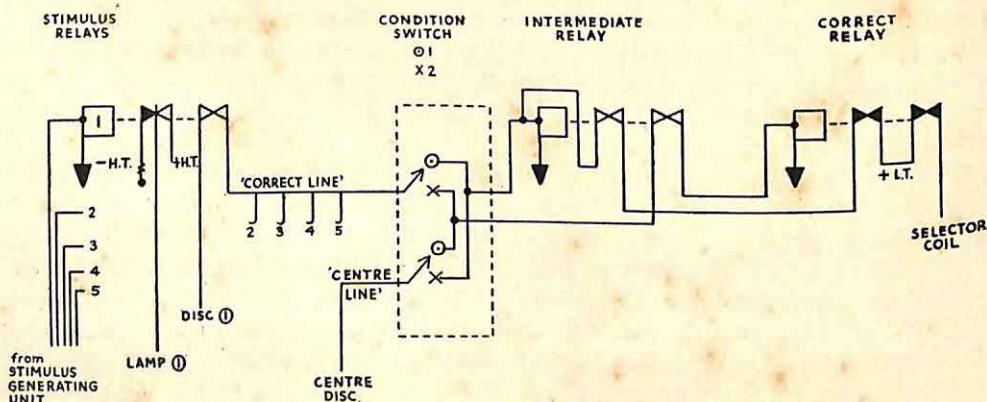 STIMULUS
RELAYS
CONDITION
SWITCH
⊙ 1
X 2
INTERMEDIATE
RELAY
CORRECT
RELAY
1
-H.T.
+H.T.
'CORRECT LINE'
2 3 4 5
+ L.T.
SELECTOR
COIL
2
3
4
5
'CENTRE
LINE'
DISC ①
LAMP ①
CENTRE
DISC
from
STIMULUS
GENERATING
UNIT